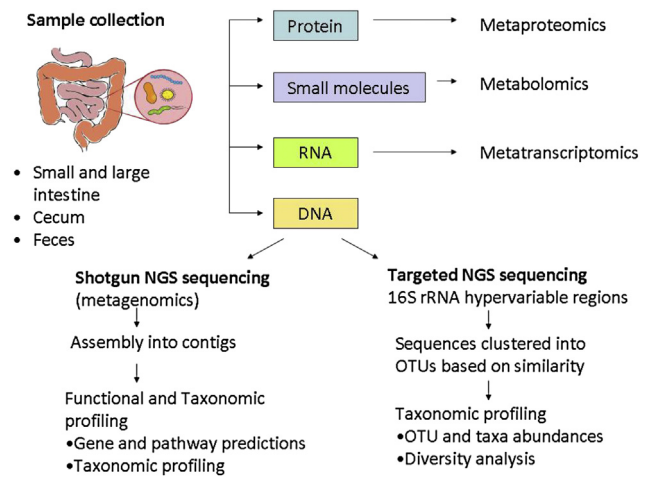 Sample collection
• Small and large
intestine
• Cecum
• Feces
Protein
Metaproteomics
Small molecules
Metabolomics
RNA
Metatranscriptomics
DNA
Shotgun NGS sequencing
(metagenomics)
Assembly into contigs
Functional and Taxonomic
profiling
•Gene and pathway predictions
•Taxonomic profiling
Targeted NGS sequencing
16S rRNA hypervariable regions
Sequences clustered into
OTUs based on similarity
Taxonomic profiling
•OTU and taxa abundances
•Diversity analysis